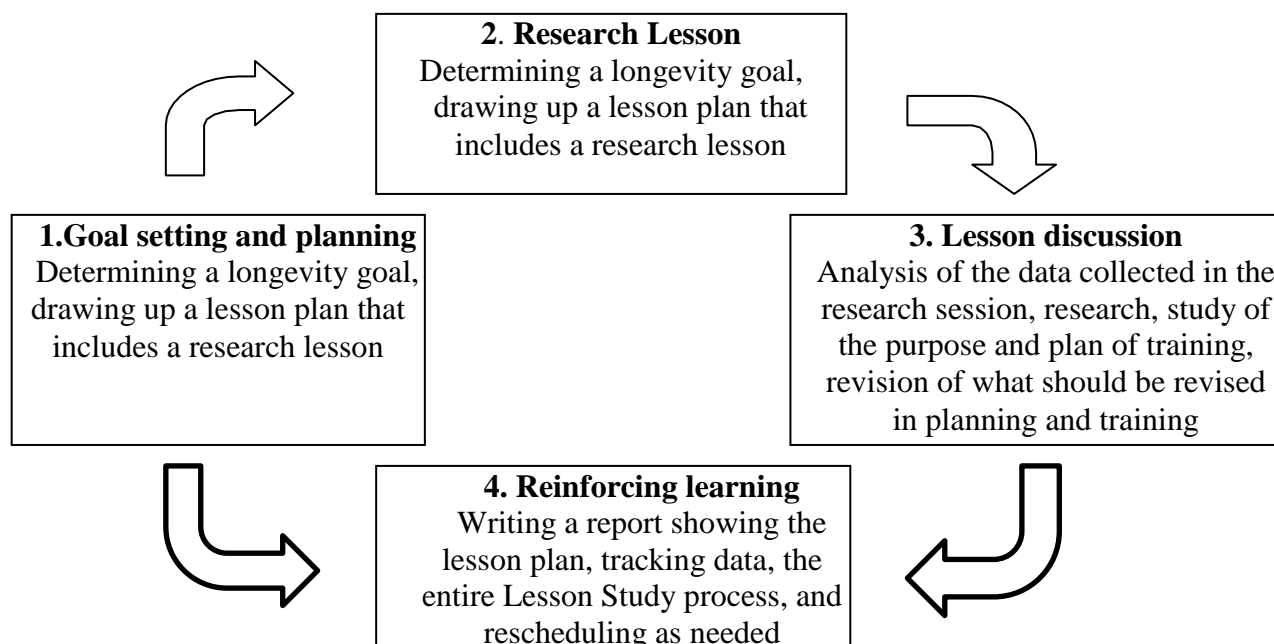 2. Research Lesson
Determining a longevity goal,
drawing up a lesson plan that
includes a research lesson
1.Goal setting and planning
Determining a longevity goal,
drawing up a lesson plan that
includes a research lesson
3. Lesson discussion
Analysis of the data collected in the
research session, research, study of
the purpose and plan of training,
revision of what should be revised
in planning and training
4. Reinforcing learning
Writing a report showing the
lesson plan, tracking data, the
entire Lesson Study process, and
rescheduling as needed